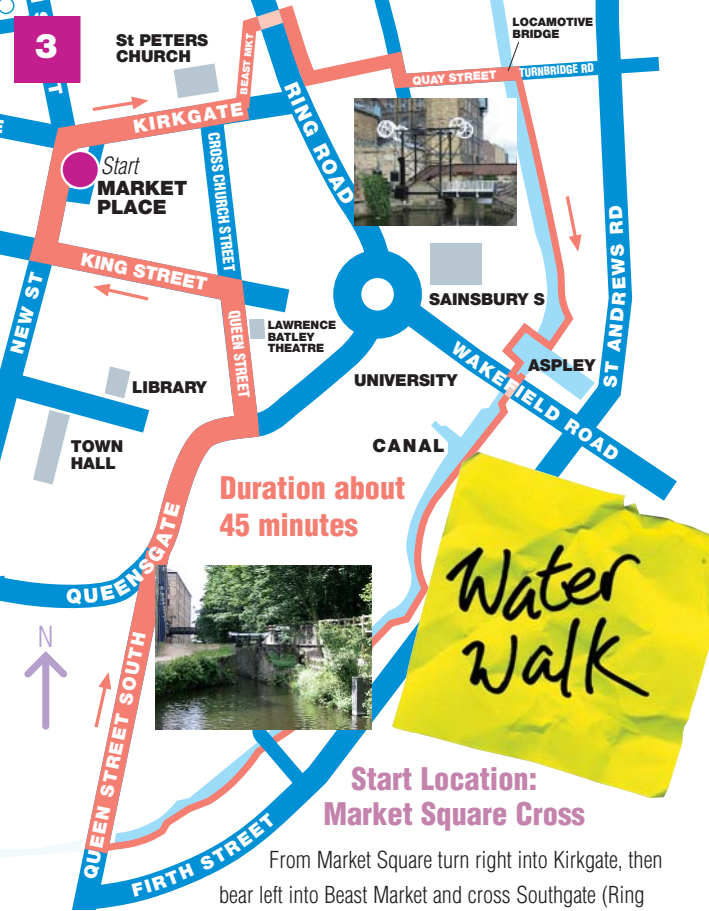 3
St PETERS
CHURCH
BEAST MKT
KIRKGATE
RING ROAD
LOCAMOTIVE
BRIDGE
QUAY STREET
TURNBRIDGE RD
Start
MARKET
PLACE
CROSS CHURCH STREET
KING STREET
NEW ST
QUEEN STREET
LAWRENCE
BATLEY
THEATRE
SAINSBURY S
ST ANDREWS RD
ASPLEY
WAKEFIELD ROAD
UNIVERSITY
LIBRARY
TOWN
HALL
CANAL
Duration about
45 minutes
QUEENSGATE
Water
Walk
N
QUEEN STREET SOUTH
FIRTH STREET
Start Location:
Market Square Cross
From Market Square turn right into Kirkgate, then
bear left into Beast Market and cross Southgate (Ring